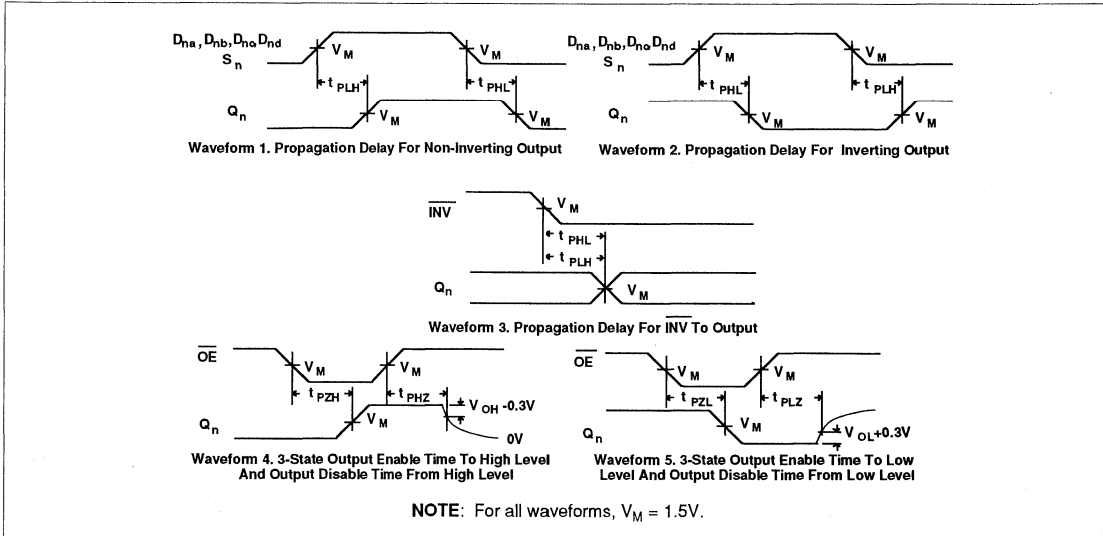 Dna, Dnb, Dnc, Dnd
Sn
VM
VM
tPLH
tPHL
Qn
VM
VM
Waveform 1. Propagation Delay For Non-Inverting Output
Dna, Dnb, Dnc, Dnd
Sn
VM
VM
tPHL
tPLH
Qn
VM
VM
Waveform 2. Propagation Delay For Inverting Output
INV
VM
tPHL
tPLH
Qn
VM
Waveform 3. Propagation Delay For INV To Output
OE
VM
VM
tPZH
tPHZ
VOH -0.3V
Qn
VM
0V
Waveform 4. 3-State Output Enable Time To High Level
And Output Disable Time From High Level
OE
VM
VM
tPZL
tPLZ
Qn
VM
VOL+0.3V
Waveform 5. 3-State Output Enable Time To Low
Level And Output Disable Time From Low Level
NOTE: For all waveforms, VM = 1.5V.